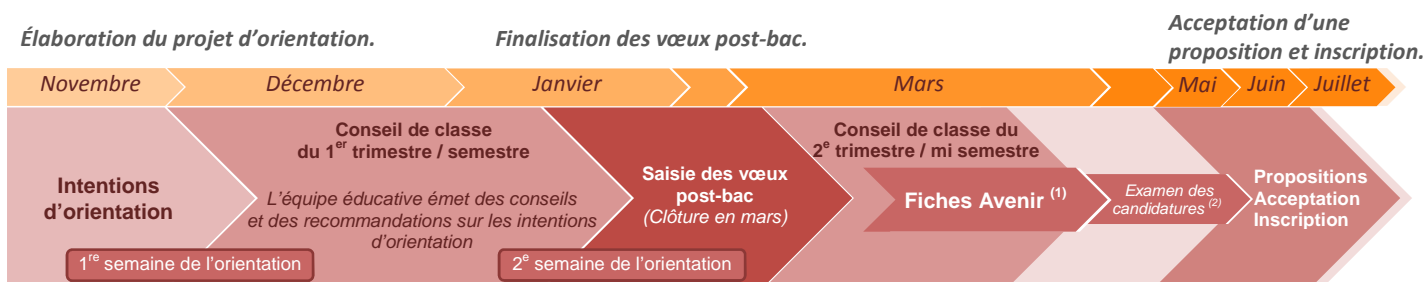 Élaboration du projet d'orientation.
Finalisation des vœux post-bac.
Acceptation d'une
proposition et inscription.
Novembre
Décembre
Janvier
Mars
Mai
Juin
Juillet
Intentions
d'orientation
Conseil de classe
du 1er trimestre / semestre
L'équipe éducative émet des conseils
et des recommandations sur les intentions
d'orientation
Saisie des vœux
post-bac
(Clôture en mars)
Conseil de classe du
2e trimestre / mi semestre
Fiches Avenir (1)
Examen des
candidatures (2)
Propositions
Acceptation
Inscription
1re semaine de l'orientation
2e semaine de l'orientation